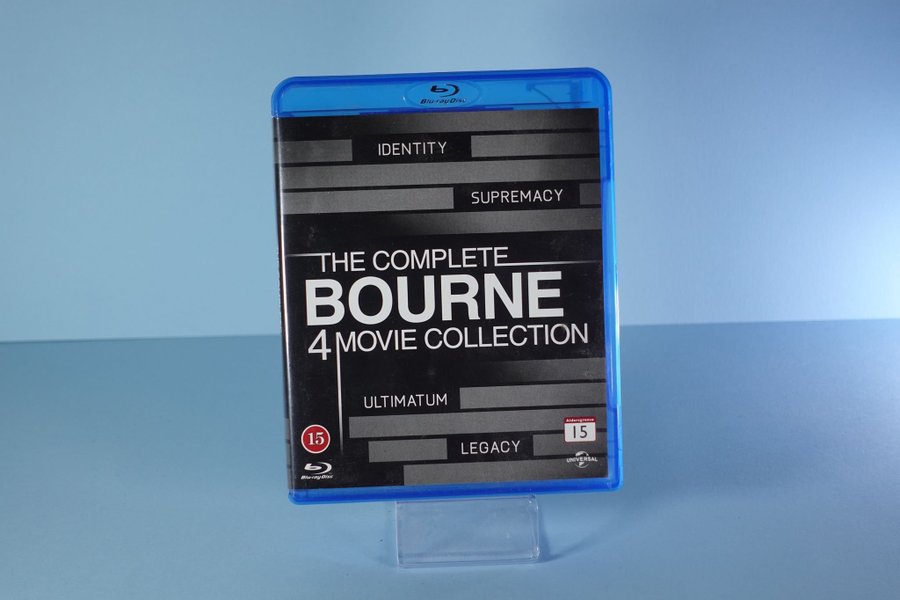 Blu-ray Disc
IDENTITY
SUPREMACY
THE COMPLETE
BOURNE
4 MOVIE COLLECTION
ULTIMATUM
LEGACY
15
Blu-ray Disc
Aldersgrense
15
UNIVERSAL